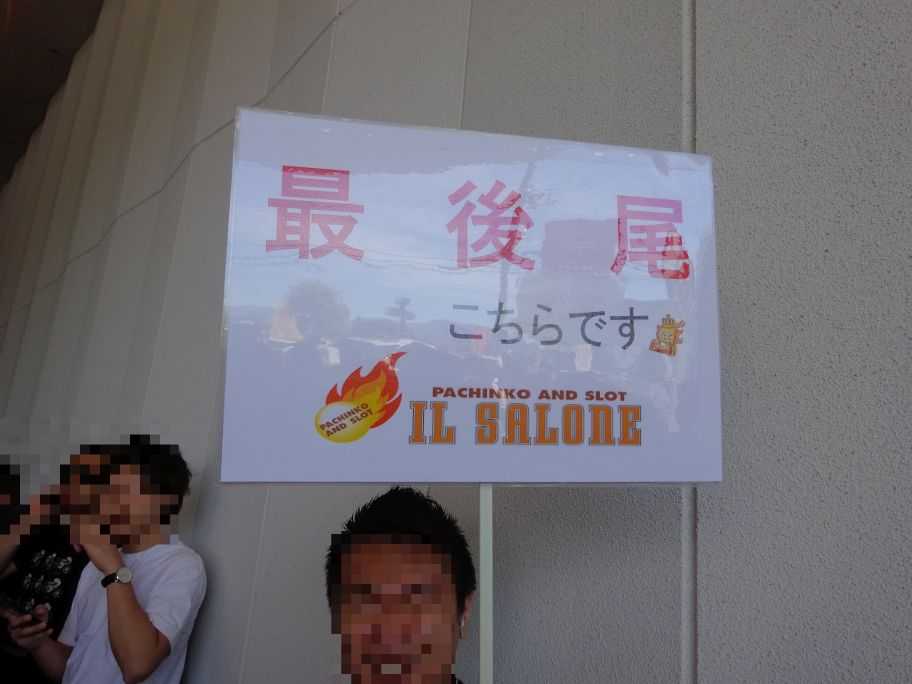 最後尾
こちらです
PACHINKO AND SLOT
PACHINKO AND SLOT
IL SALONE